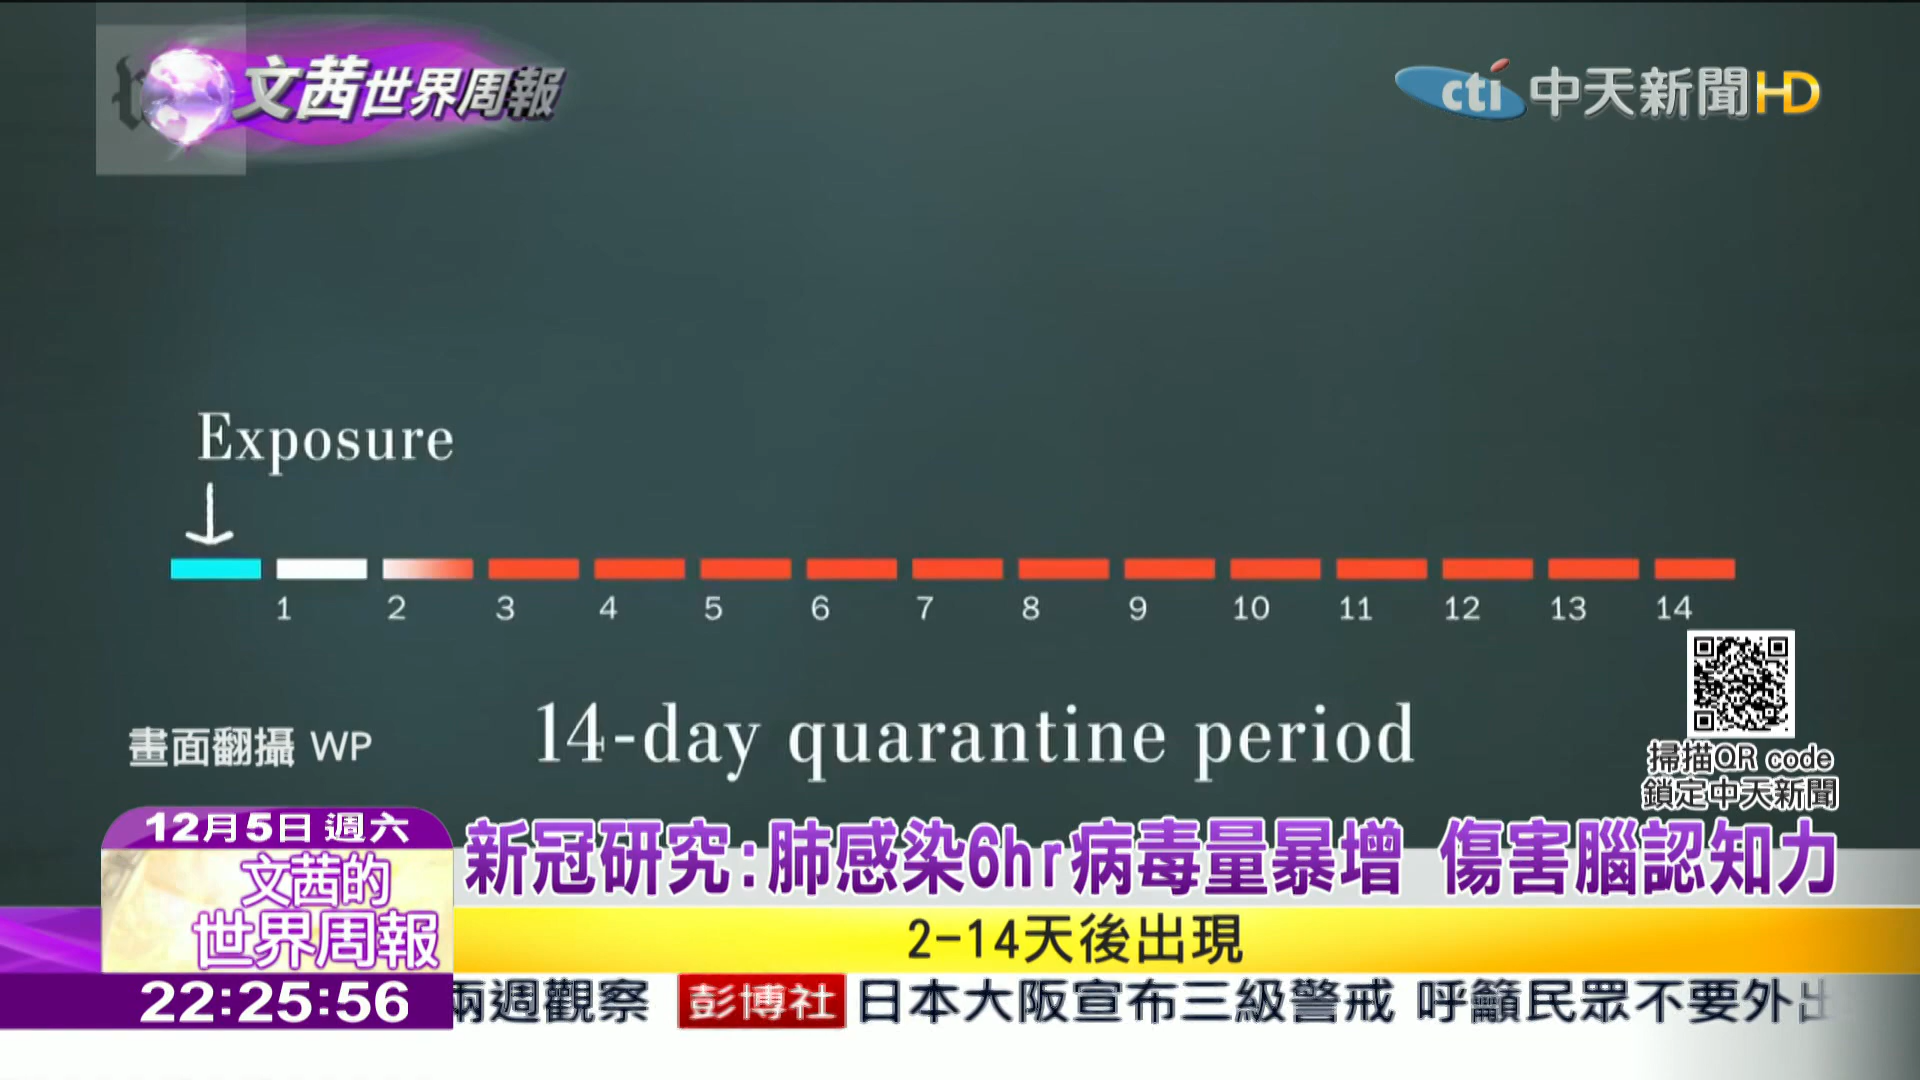 文茜世界周報
cti 中天新聞HD
Exposure
1 2 3 4 5 6 7 8 9 10 11 12 13 14
14-day quarantine period
畫面翻攝 WP
掃描QR code
鎖定中天新聞
12月5日 週六
文茜的
世界周報
新冠研究:肺感染6hr病毒量暴增 傷害腦認知力
2-14天後出現
22:25:56
兩週觀察 彭博社 日本大阪宣布三級警戒 呼籲民眾不要外出